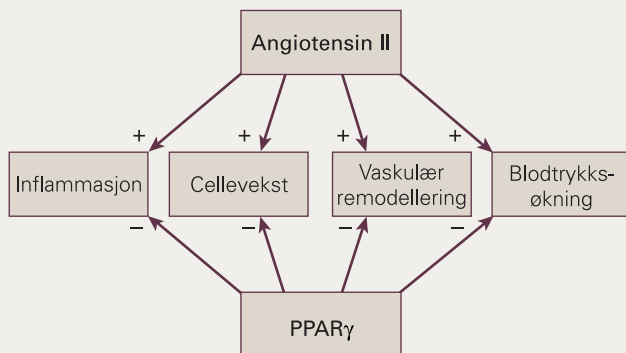 Angiotensin II
+ + + +
Inflammasjon
Cellevekst
Vaskulær
remodellering
Blodtrykks-
økning
– – – –
PPARγ